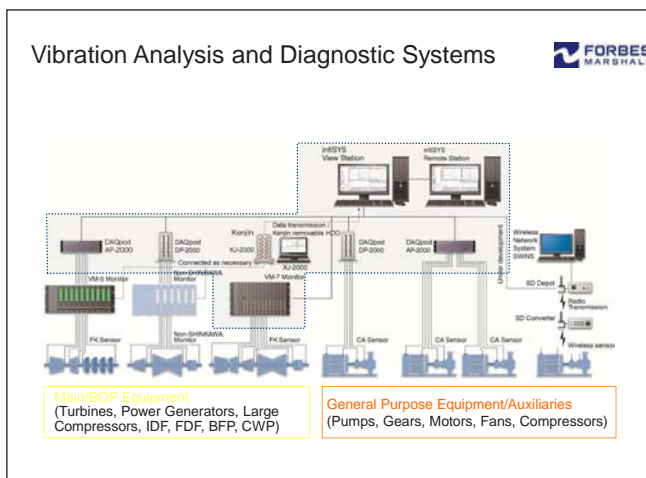 Vibration Analysis and Diagnostic Systems
FORBES
MARSHALL
infiSYS
View Station
infiSYS
Remote Station
DAQpod
AP-2000
DAQpod
DP-2000
Kenjin
KJ-2000
Data transmission /
Kenjin removable HDD
KJ-2000
DAQpod
DP-2000
DAQpod
AP-2000
Under development
Wireless
Network
System
SWINS
Connected as necessary
VM-5 Monitor
Non-SHINKAWA
Monitor
VM-7 Monitor
SD Depot
Radio
Transmission
SD Converter
FK Sensor
Non-SHINKAWA
Monitor
FK Sensor
CA Sensor
CA Sensor
CA Sensor
Wireless sensor
Main/BOP Equipment
(Turbines, Power Generators, Large
Compressors, IDF, FDF, BFP, CWP)
General Purpose Equipment/Auxiliaries
(Pumps, Gears, Motors, Fans, Compressors)